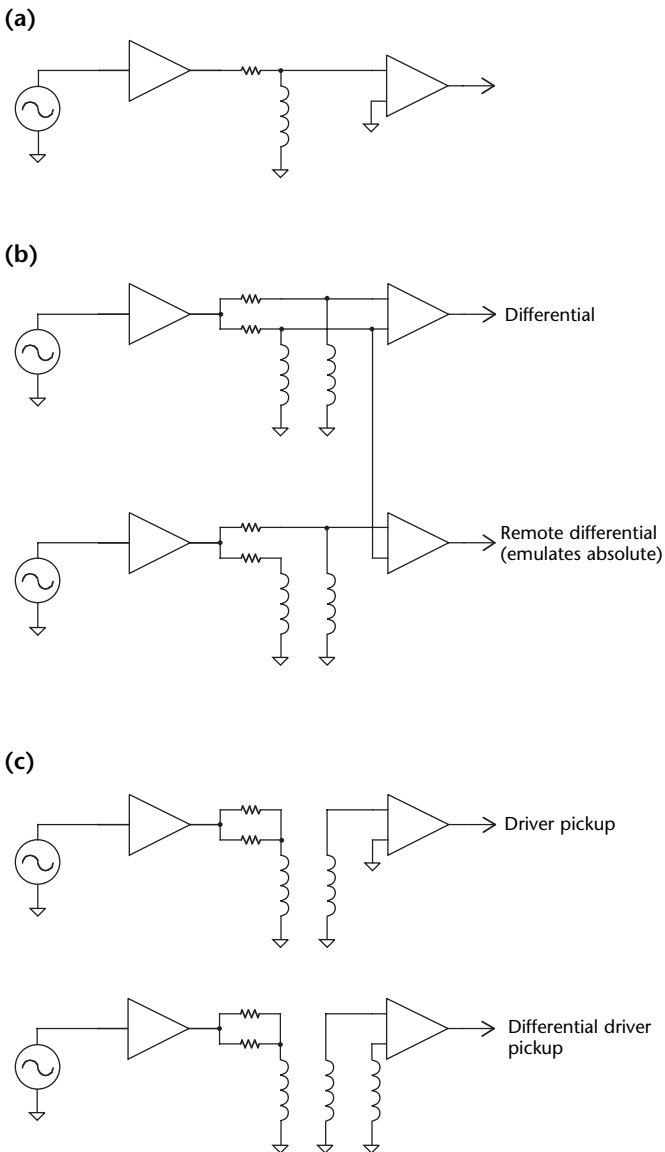 (a)
(b)
Differential
Remote differential
(emulates absolute)
(c)
Driver pickup
Differential driver
pickup